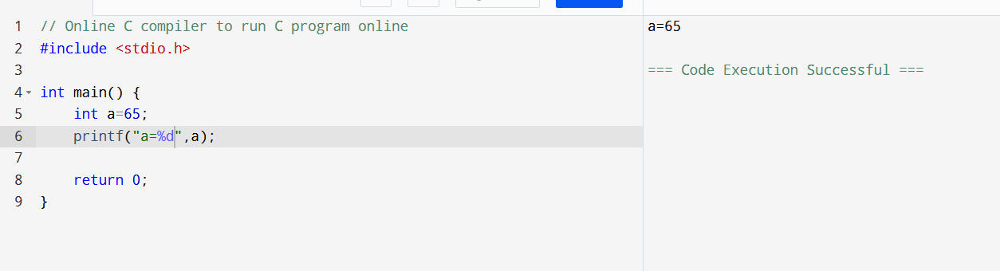 1 // Online C compiler to run C program online
2 #include <stdio.h>
3
4 int main() {
5 int a=65;
6 printf("a=%d",a);
7
8 return 0;
9 }
a=65
=== Code Execution Successful ===